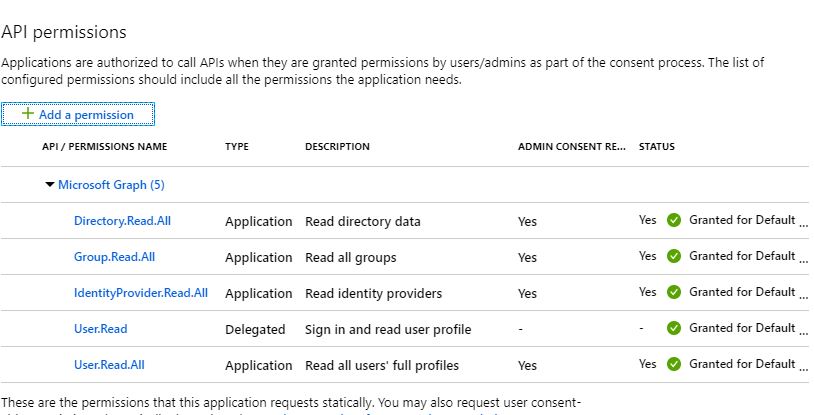 API permissions
Applications are authorized to call APIs when they are granted permissions by users/admins as part of the consent process. The list of
configured permissions should include all the permissions the application needs.
+ Add a permission
API / PERMISSIONS NAME TYPE DESCRIPTION ADMIN CONSENT RE... STATUS
Microsoft Graph (5)
Directory.Read.All Application Read directory data Yes Yes Granted for Default ...
Group.Read.All Application Read all groups Yes Yes Granted for Default ...
IdentityProvider.Read.All Application Read identity providers Yes Yes Granted for Default ...
User.Read Delegated Sign in and read user profile - - Granted for Default ...
User.Read.All Application Read all users' full profiles Yes Yes Granted for Default ...
These are the permissions that this application requests statically. You may also request user consent-